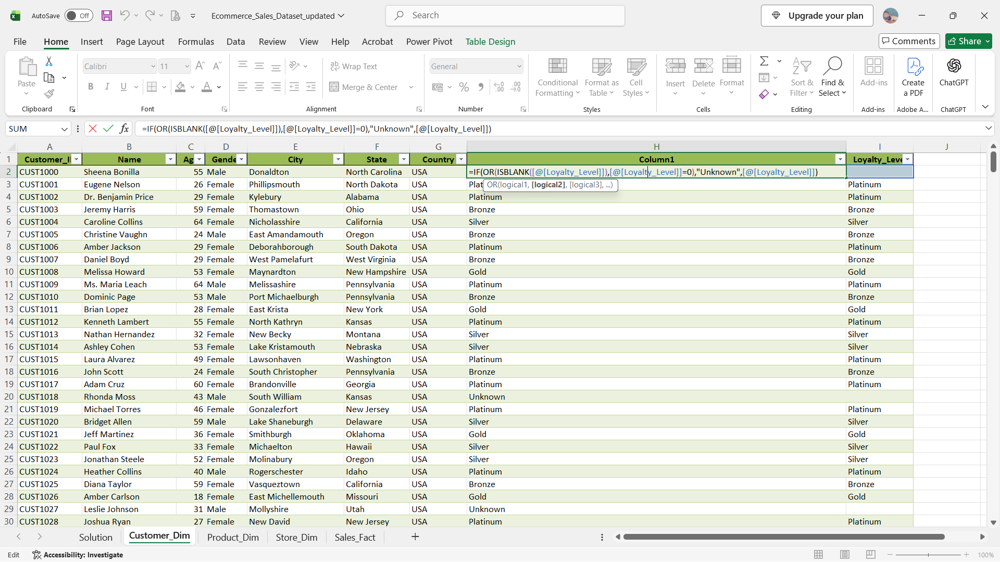 AutoSave Off Ecommerce_Sales_Dataset_updated Search Upgrade your plan
File Home Insert Page Layout Formulas Data Review View Help Acrobat Power Pivot Table Design Comments Share
Paste Calibri 11 Wrap Text General Conditional Formatting Format as Table Cell Styles Insert Delete Format Sort & Filter Find & Select Add-ins Create a PDF ChatGPT
B I U A Merge & Center
Clipboard Font Alignment Number Styles Cells Editing Add-ins Adobe A... ChatGPT
SUM fx =IF(OR(ISBLANK([@[Loyalty_Level]]),[@[Loyalty_Level]]=0),"Unknown",[@[Loyalty_Level]])
A B C D E F G H I J
1 Customer_I Name Ag Gende City State Country Column1 Loyalty_Leve
2 CUST1000 Sheena Bonilla 55 Male Donaldton North Carolina USA =IF(OR(ISBLANK([@[Loyalty_Level]]),[@[Loyalty_Level]]=0),"Unknown",[@[Loyalty_Level]])
OR(logical1, [logical2], [logical3], ...)
3 CUST1001 Eugene Nelson 26 Female Phillipsmouth North Dakota USA Plat Platinum
4 CUST1002 Dr. Benjamin Price 29 Female Kylebury Alabama USA Platinum Platinum
5 CUST1003 Jeremy Harris 59 Female Thomastown Ohio USA Bronze Bronze
6 CUST1004 Caroline Collins 64 Female Nicholasshire California USA Silver Silver
7 CUST1005 Christine Vaughn 24 Male East Amandamouth Oregon USA Bronze Bronze
8 CUST1006 Amber Jackson 29 Female Deborahborough South Dakota USA Platinum Platinum
9 CUST1007 Daniel Boyd 29 Female West Pamelafurt West Virginia USA Bronze Bronze
10 CUST1008 Melissa Howard 53 Female Maynardton New Hampshire USA Gold Gold
11 CUST1009 Ms. Maria Leach 64 Male Melissashire Pennsylvania USA Platinum Platinum
12 CUST1010 Dominic Page 53 Male Port Michaelburgh Pennsylvania USA Bronze Bronze
13 CUST1011 Brian Lopez 28 Female East Krista New York USA Gold Gold
14 CUST1012 Kenneth Lambert 55 Female North Kathryn Kansas USA Platinum Platinum
15 CUST1013 Nathan Hernandez 32 Female New Becky Montana USA Silver Silver
16 CUST1014 Ashley Cohen 53 Female Lake Kristamouth Nebraska USA Silver Silver
17 CUST1015 Laura Alvarez 49 Female Lawsonhaven Washington USA Platinum Platinum
18 CUST1016 John Scott 24 Female South Christopher Pennsylvania USA Bronze Bronze
19 CUST1017 Adam Cruz 60 Female Brandonville Georgia USA Platinum Platinum
20 CUST1018 Rhonda Moss 43 Male South William Kansas USA Unknown
21 CUST1019 Michael Torres 46 Female Gonzalezfort New Jersey USA Platinum Platinum
22 CUST1020 Bridget Allen 59 Male Lake Shaneburgh Delaware USA Silver Silver
23 CUST1021 Jeff Martinez 36 Female Smithburgh Oklahoma USA Gold Gold
24 CUST1022 Paul Fox 33 Female Michaelton Hawaii USA Silver Silver
25 CUST1023 Jonathan Steele 52 Female Molinabury Oregon USA Silver Silver
26 CUST1024 Heather Collins 40 Male Rogerschester Idaho USA Platinum Platinum
27 CUST1025 Diana Taylor 59 Female Vasqueztown California USA Bronze Bronze
28 CUST1026 Amber Carlson 18 Female East Michellemouth Missouri USA Gold Gold
29 CUST1027 Leslie Johnson 31 Male Mollyshire Utah USA Unknown
30 CUST1028 Joshua Ryan 27 Female New David New Jersey USA Platinum Platinum
Solution Customer_Dim Product_Dim Store_Dim Sales_Fact
Edit Accessibility: Investigate 100%